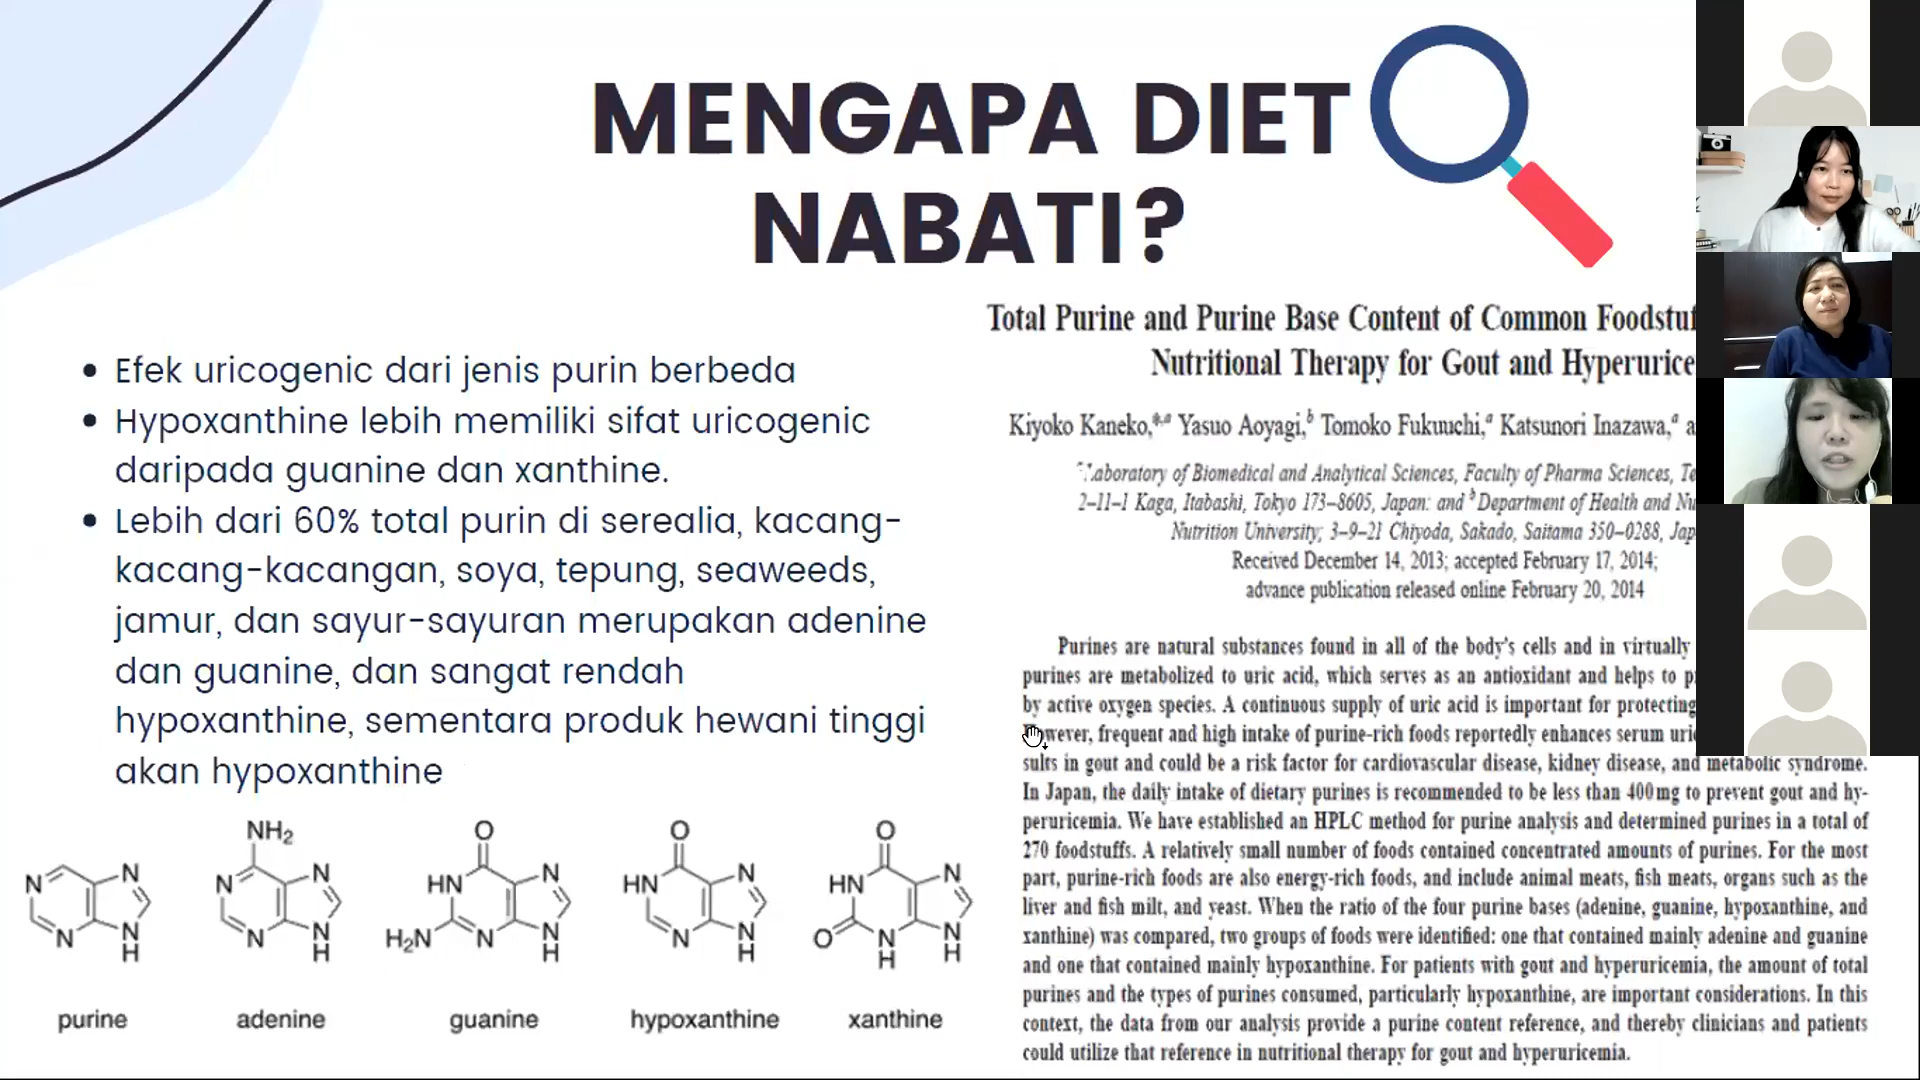 MENGAPA DIET
NABATI?
Efek uricogenic dari jenis purin berbeda
Hypoxanthine lebih memiliki sifat uricogenic
daripada guanine dan xanthine.
Lebih dari 60% total purin di serealia, kacang-
kacang-kacangan, soya, tepung, seaweeds,
jamur, dan sayur-sayuran merupakan adenine
dan guanine, dan sangat rendah
hypoxanthine, sementara produk hewani tinggi
akan hypoxanthine
NH2
N N N N H
purine
N N N N H
adenine
O
HN N H2N N N H
guanine
O
HN N N N H
hypoxanthine
O
HN N O N H N H
xanthine
Total Purine and Purine Base Content of Common
Nutritional Therapy for Gout and
Kiyoko Kaneko,*,a Yasuo Aoyagi,b Tomoko Fukuuchi,a Katsunori Inazawa,a
Laboratory of Biomedical and Analytical Sciences, Faculty of Pharma Sciences,
2–11–1 Kaga, Itabashi, Tokyo 173–8605, Japan: and b Department of Health and
Nutrition University; 3–9–21 Chiyoda, Sakado, Saitama 350–0288,
Received December 14, 2013; accepted February 17, 2014;
advance publication released online February 20, 2014
Purines are natural substances found in all of the body's cells and in virtually
purines are metabolized to uric acid, which serves as an antioxidant and helps to
by active oxygen species. A continuous supply of uric acid is important for protecting
However, frequent and high intake of purine-rich foods reportedly enhances serum
sults in gout and could be a risk factor for cardiovascular disease, kidney disease, and metabolic syndrome.
In Japan, the daily intake of dietary purines is recommended to be less than 400 mg to prevent gout and hy-
peruricemia. We have established an HPLC method for purine analysis and determined purines in a total of
270 foodstuffs. A relatively small number of foods contained concentrated amounts of purines. For the most
part, purine-rich foods are also energy-rich foods, and include animal meats, fish meats, organs such as the
liver and fish milt, and yeast. When the ratio of the four purine bases (adenine, guanine, hypoxanthine, and
xanthine) was compared, two groups of foods were identified: one that contained mainly adenine and guanine
and one that contained mainly hypoxanthine. For patients with gout and hyperuricemia, the amount of total
purines and the types of purines consumed, particularly hypoxanthine, are important considerations. In this
context, the data from our analysis provide a purine content reference, and thereby clinicians and patients
could utilize that reference in nutritional therapy for gout and hyperuricemia.